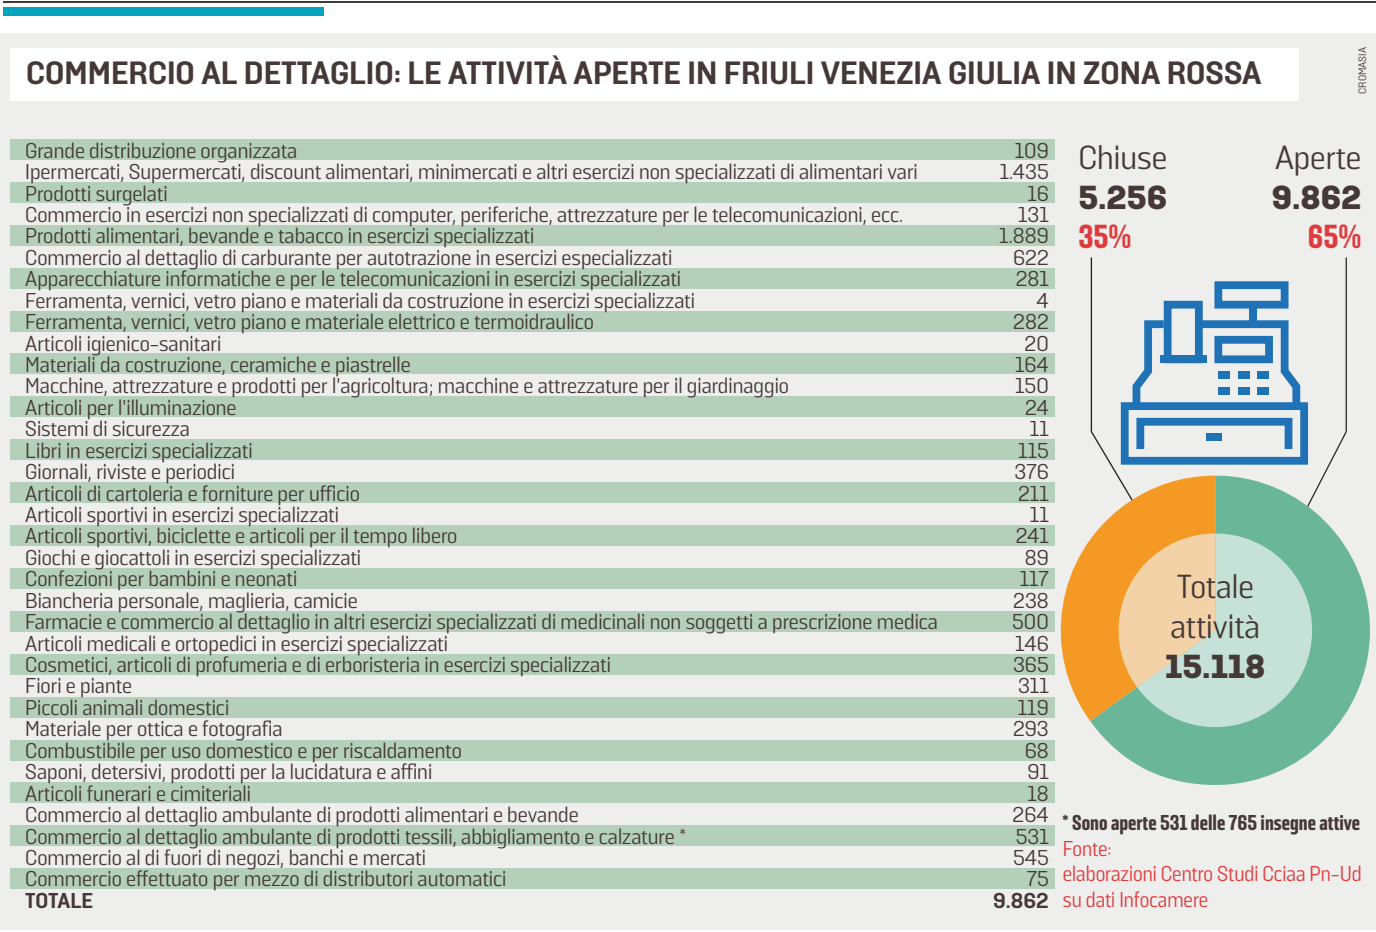 COMMERCIO AL DETTAGLIO: LE ATTIVITÀ APERTE IN FRIULI VENEZIA GIULIA IN ZONA ROSSA
CROMASIA
Grande distribuzione organizzata 109
Ipermercati, Supermercati, discount alimentari, minimercati e altri esercizi non specializzati di alimentari vari 1.435
Prodotti surgelati 16
Commercio in esercizi non specializzati di computer, periferiche, attrezzature per le telecomunicazioni, ecc. 131
Prodotti alimentari, bevande e tabacco in esercizi specializzati 1.889
Commercio al dettaglio di carburante per autotrazione in esercizi especializzati 622
Apparecchiature informatiche e per le telecomunicazioni in esercizi specializzati 281
Ferramenta, vernici, vetro piano e materiali da costruzione in esercizi specializzati 4
Ferramenta, vernici, vetro piano e materiale elettrico e termoidraulico 282
Articoli igienico-sanitari 20
Materiali da costruzione, ceramiche e piastrelle 164
Macchine, attrezzature e prodotti per l'agricoltura; macchine e attrezzature per il giardinaggio 150
Articoli per l'illuminazione 24
Sistemi di sicurezza 11
Libri in esercizi specializzati 115
Giornali, riviste e periodici 376
Articoli di cartoleria e forniture per ufficio 211
Articoli sportivi in esercizi specializzati 11
Articoli sportivi, biciclette e articoli per il tempo libero 241
Giochi e giocattoli in esercizi specializzati 89
Confezioni per bambini e neonati 117
Biancheria personale, maglieria, camicie 238
Farmacie e commercio al dettaglio in altri esercizi specializzati di medicinali non soggetti a prescrizione medica 500
Articoli medicali e ortopedici in esercizi specializzati 146
Cosmetici, articoli di profumeria e di erboristeria in esercizi specializzati 365
Fiori e piante 311
Piccoli animali domestici 119
Materiale per ottica e fotografia 293
Combustibile per uso domestico e per riscaldamento 68
Saponi, detersivi, prodotti per la lucidatura e affini 91
Articoli funerari e cimiteriali 18
Commercio al dettaglio ambulante di prodotti alimentari e bevande 264
Commercio al dettaglio ambulante di prodotti tessili, abbigliamento e calzature * 531
Commercio al di fuori di negozi, banchi e mercati 545
Commercio effettuato per mezzo di distributori automatici 75
TOTALE 9.862
Chiuse Aperte
5.256 9.862
35% 65%
Totale
attività
15.118
* Sono aperte 531 delle 765 insegne attive
Fonte:
elaborazioni Centro Studi Cciaa Pn-Ud
su dati Infocamere